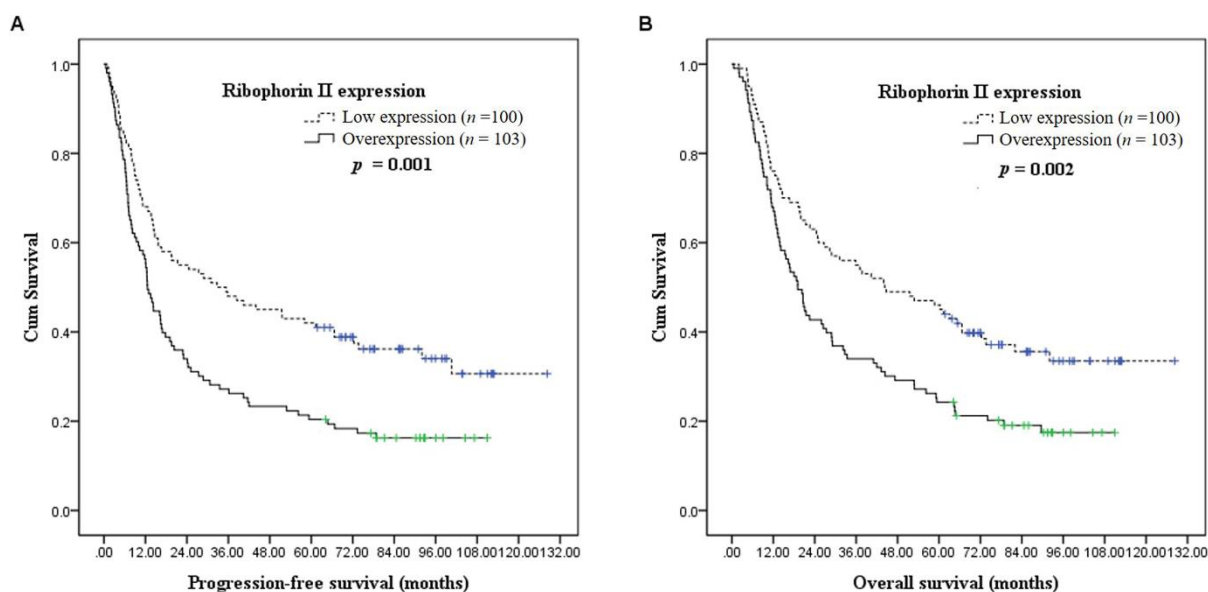 A
Ribophorin II expression
Low expression (n =100)
Overexpression (n = 103)
p = 0.001
Cum Survival
1.0
0.8
0.6
0.4
0.2
0.0
.00 12.00 24.00 36.00 48.00 60.00 72.00 84.00 96.00 108.00 120.00 132.00
Progression-free survival (months)
B
Ribophorin II expression
Low expression (n =100)
Overexpression (n = 103)
p = 0.002
Cum Survival
1.0
0.8
0.6
0.4
0.2
0.0
.00 12.00 24.00 36.00 48.00 60.00 72.00 84.00 96.00 108.00 120.00 132.00
Overall survival (months)